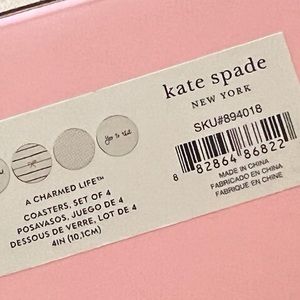 kate spade
NEW YORK
SKU#894018
8 82864 86822
MADE IN CHINA
FABRICADO EN CHINA
FABRIQUE EN CHINE
A CHARMED LIFE™
COASTERS, SET OF 4
POSAVASOS, JUEGO DE 4
DESSOUS DE VERRE, LOT DE 4
4IN (10.1CM)